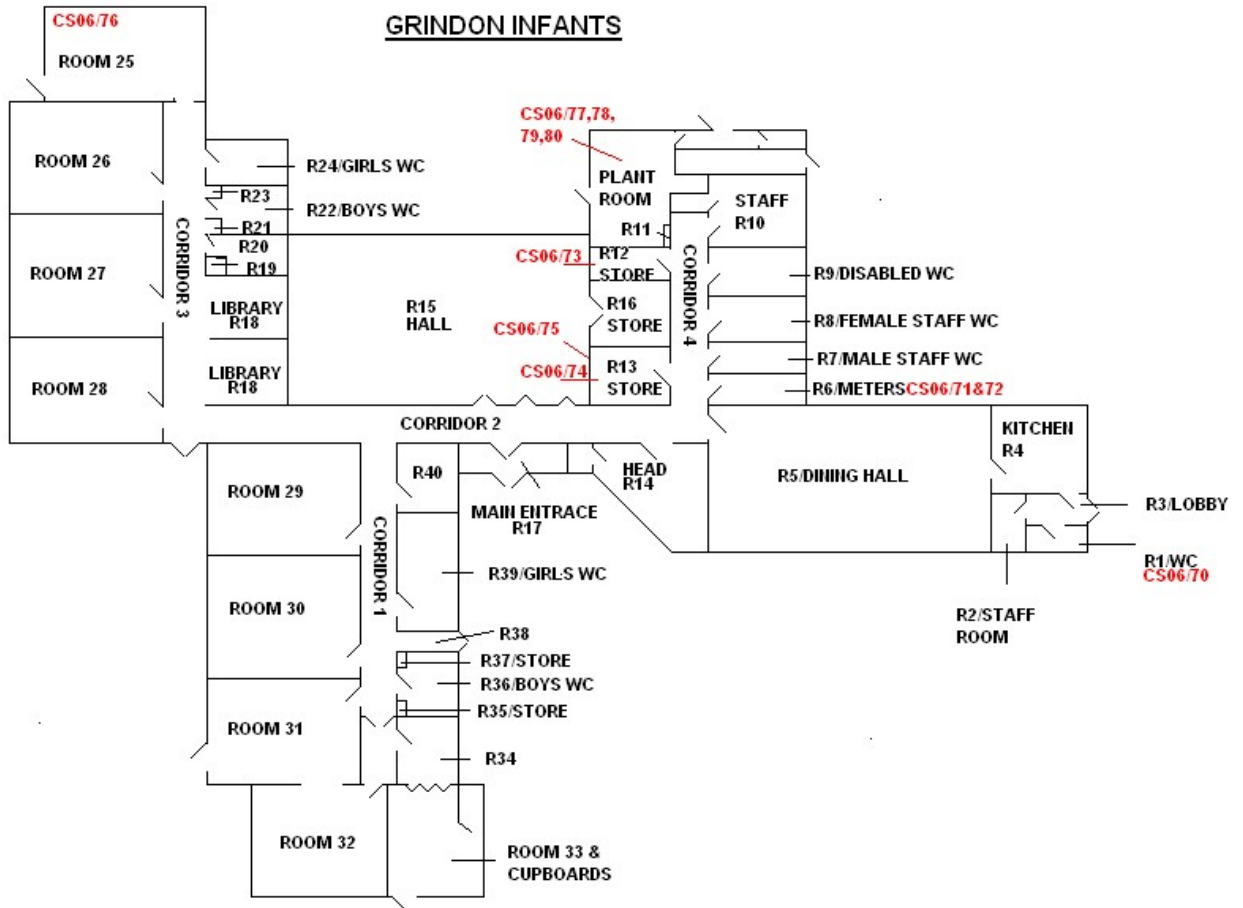 CS06/76
GRINDON INFANTS
ROOM 25
CS06/77,78,
79,80
ROOM 26
R24/GIRLS WC
PLANT
ROOM
STAFF
R10
R23
R22/BOYS WC
R21
R11
R20
R19
CORRIDOR 3
ROOM 27
CS06/73
R12
STORE
CORRIDOR 4
R9/DISABLED WC
LIBRARY
R18
R15
HALL
R16
STORE
R8/FEMALE STAFF WC
CS06/75
R7/MALE STAFF WC
ROOM 28
LIBRARY
R18
CS06/74
R13
STORE
R6/METERS CS06/71&72
CORRIDOR 2
KITCHEN
R4
R40
HEAD
R14
R5/DINING HALL
ROOM 29
MAIN ENTRACE
R17
R3/LOBBY
CORRIDOR 1
R39/GIRLS WC
R1/WC
CS06/70
ROOM 30
R2/STAFF
ROOM
R38
R37/STORE
R36/BOYS WC
R35/STORE
ROOM 31
R34
ROOM 32
ROOM 33 &
CUPBOARDS